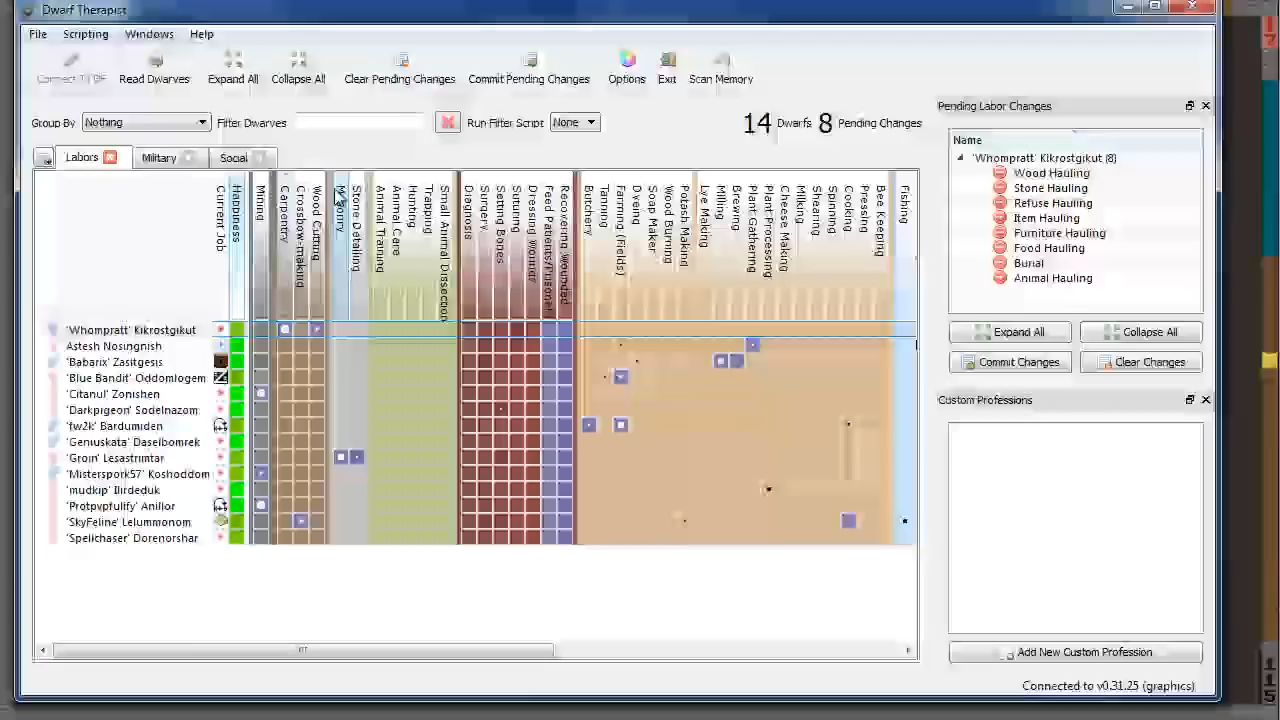 Dwarf Therapist
File Scripting Windows Help
Connect To DF Read Dwarves Expand All Collapse All Clear Pending Changes Commit Pending Changes Options Exit Scan Memory
Group By Nothing Filter Dwarves Run Filter Script None 14 Dwarfs 8 Pending Changes
Labors Military Social
Current Job
Happiness
Mining
Carpentry
Crossbow-making
Wood Cutting
Masonry
Stone Detailing
Animal Training
Animal Care
Hunting
Trapping
Small Animal Dissection
Diagnosis
Surgery
Setting Bones
Suturing
Dressing Wounds
Feed Patients/Prisoners
Recovering Wounded
Butchery
Tanning
Farming (Fields)
Dyeing
Soap Maker
Wood Burning
Potash Making
Lye Making
Milling
Brewing
Plant Gathering
Plant Processing
Cheese Making
Milking
Shearing
Spinning
Cooking
Pressing
Bee Keeping
Fishing
'Whompratt' Kikrostgikut
Astesh Nosingnish
'Babarix' Zasitgesis
'Blue Bandit' Oddomlogem
'Citanul' Zonishen
'Darkpigeon' Sodelnazom
'fw2k' Bardumiden
'Geniuskata' Daselbomrek
'Groin' Lesastrimtar
'Misterspork57' Koshoddom
'mudkip'
'SkyFeline' Lelummonom
'Spelichaser' Dorenorshar
Pending Labor Changes
Name
'Whompratt' Kikrostgikut (8)
Wood Hauling
Stone Hauling
Refuse Hauling
Item Hauling
Furniture Hauling
Food Hauling
Burial
Animal Hauling
Expand All Collapse All
Commit Changes Clear Changes
Custom Professions
Add New Custom Profession
Connected to v0.31.25 (graphics)